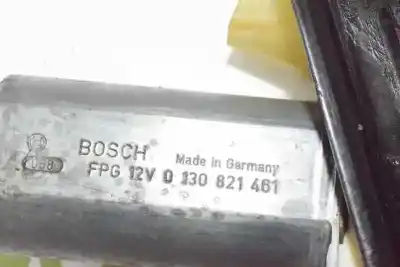 BOSCH Made in Germany
FPG 12V 0 130 821 461